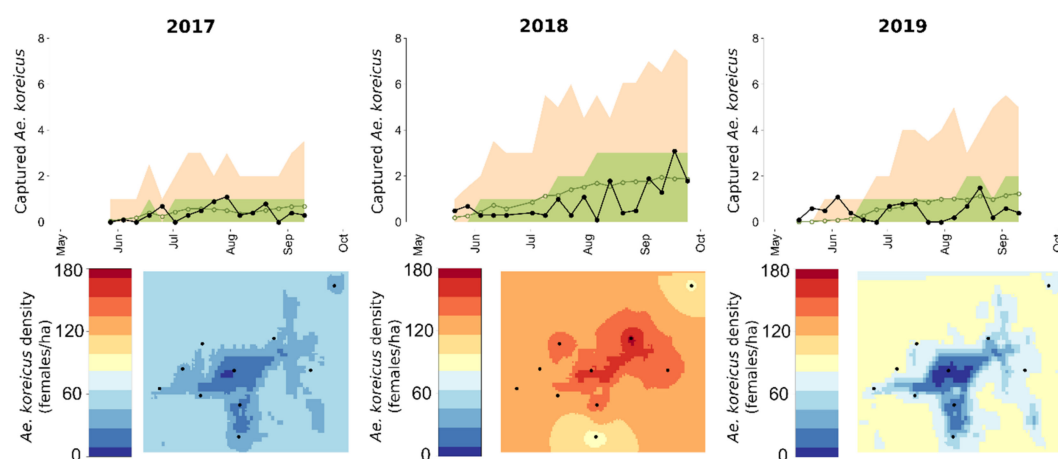 2017
2018
2019
Captured Ae. koreicus
8
6
4
2
0
May
Jun
Jul
Aug
Sep
Oct
Captured Ae. koreicus
8
6
4
2
0
May
Jun
Jul
Aug
Sep
Oct
Captured Ae. koreicus
8
6
4
2
0
May
Jun
Jul
Aug
Sep
Oct
Ae. koreicus density
(females/ha)
180
120
60
0
Ae. koreicus density
(females/ha)
180
120
60
0
Ae. koreicus density
(females/ha)
180
120
60
0